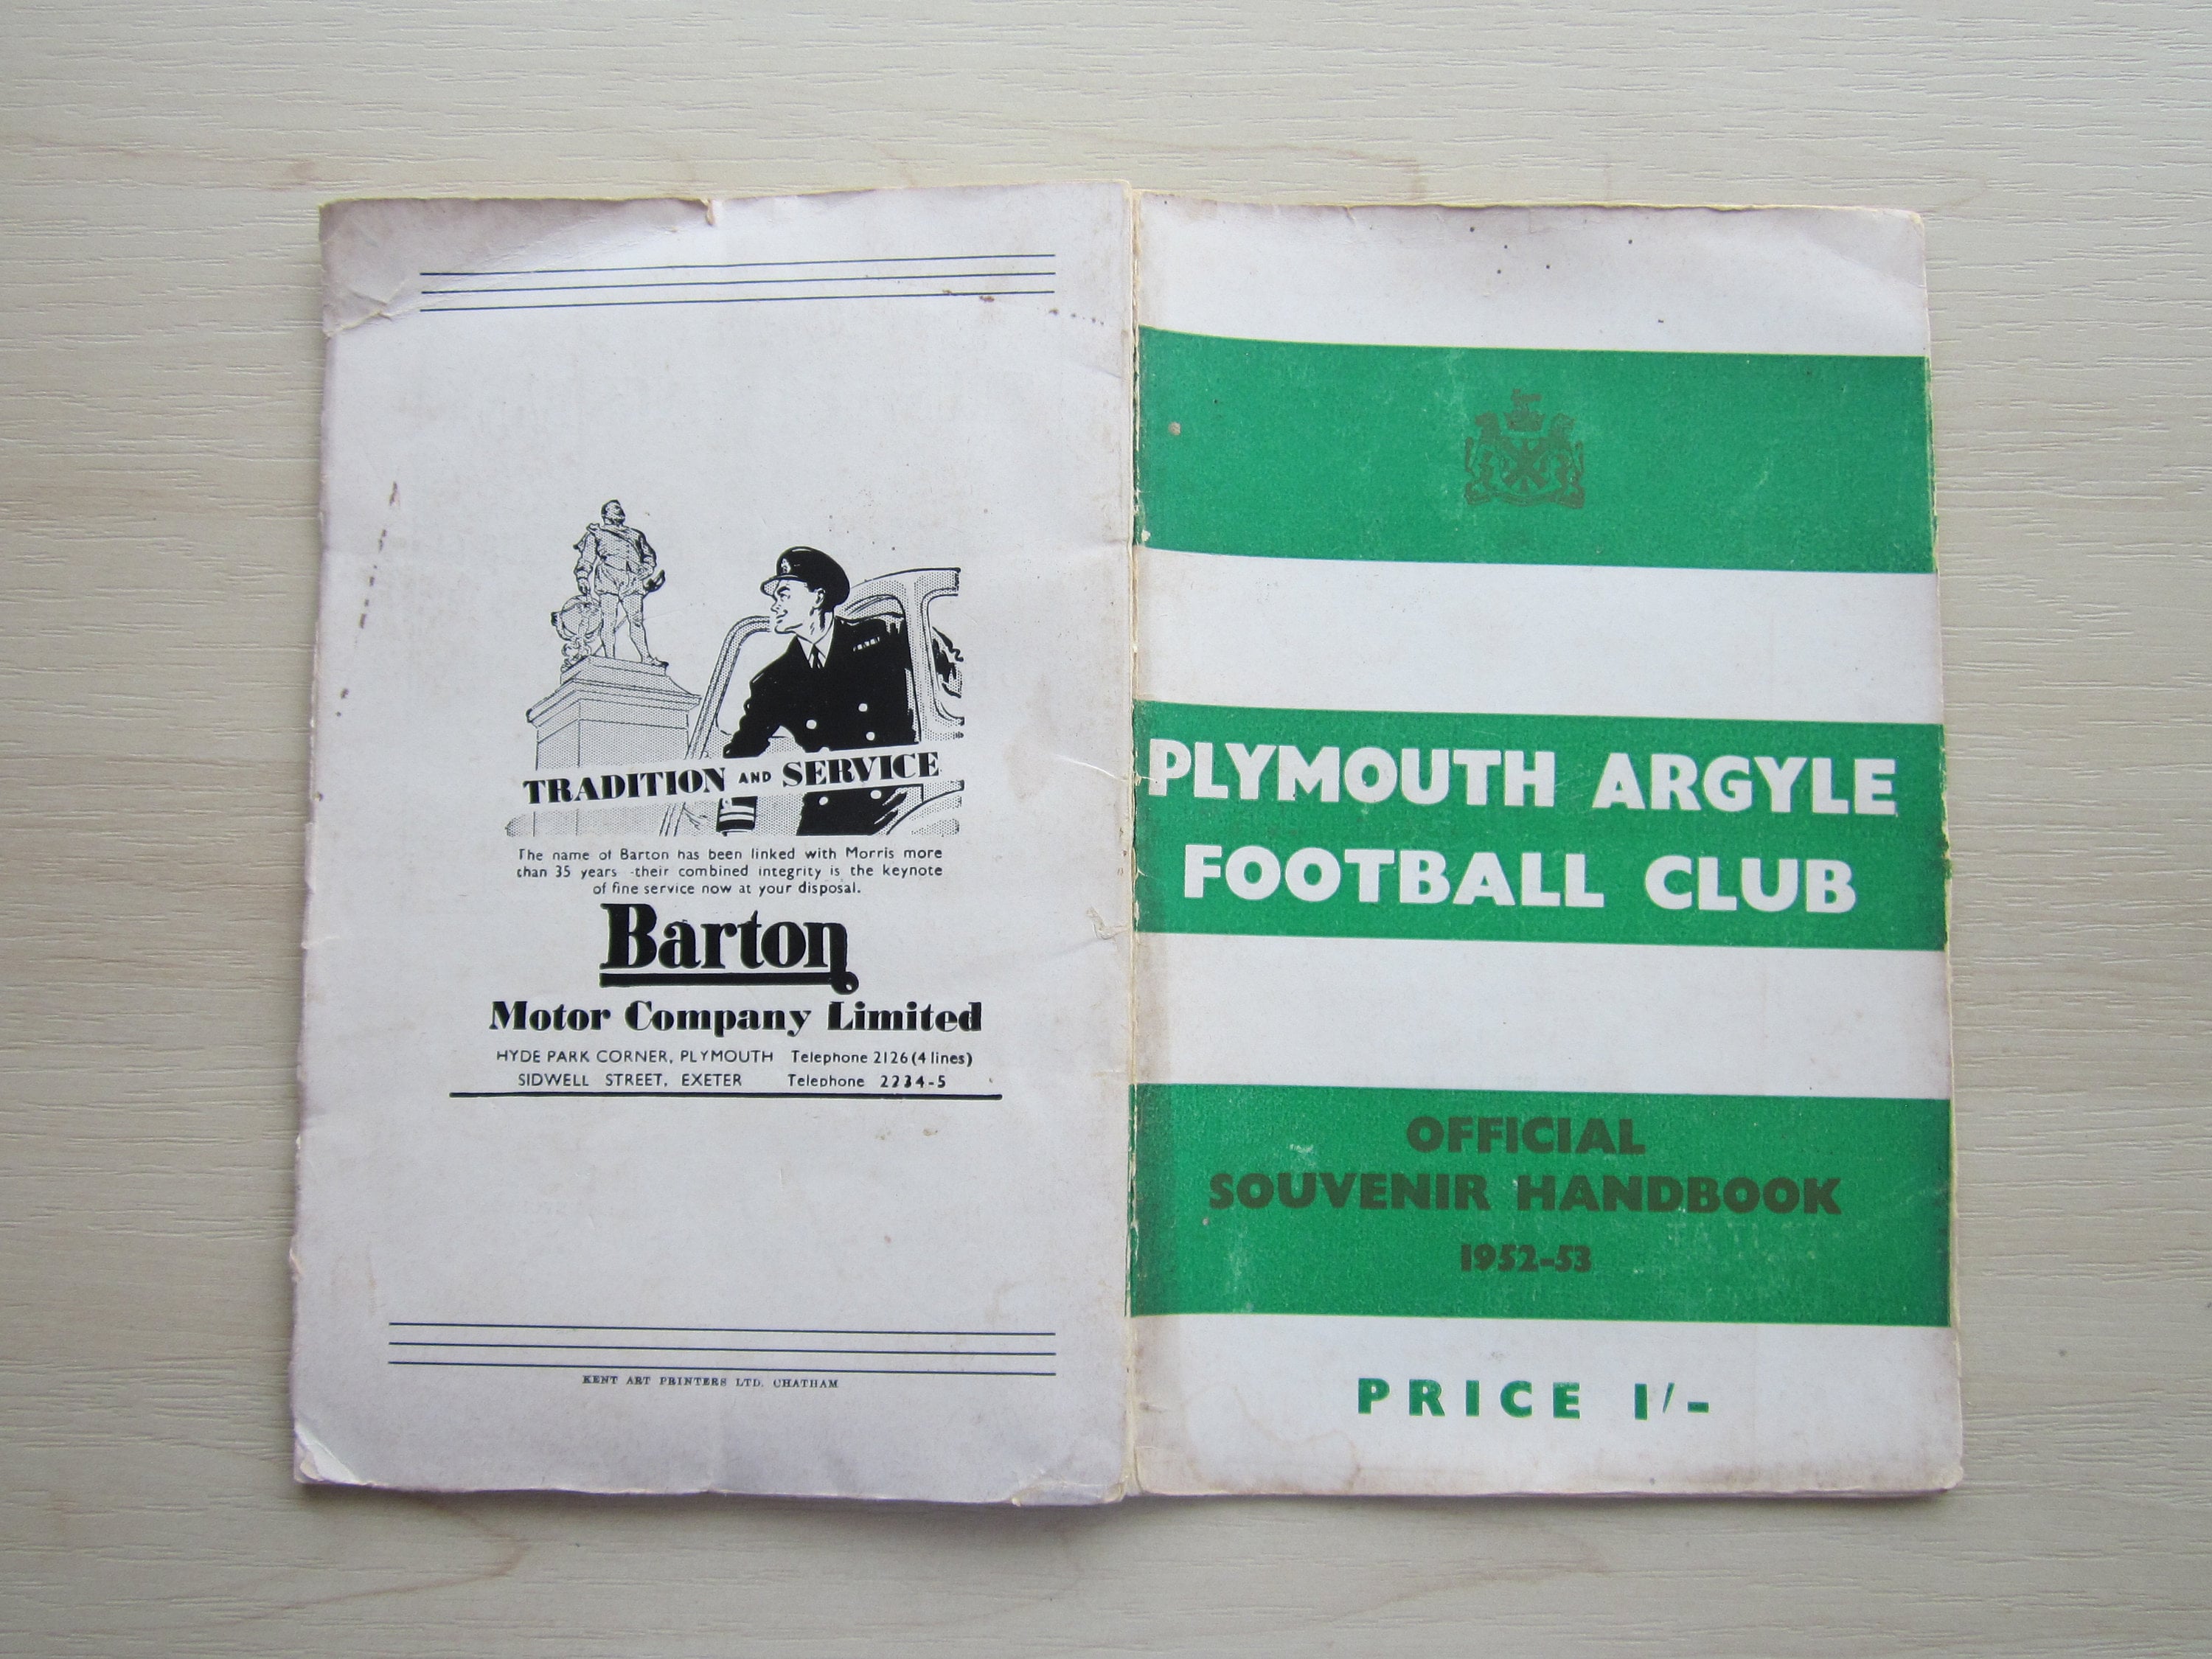 TRADITION AND SERVICE
The name of Barton has been linked with Morris more
than 35 years -their combined integrity is the keynote
of fine service now at your disposal.
Barton
Motor Company Limited
HYDE PARK CORNER, PLYMOUTH Telephone 2126 (4 lines)
SIDWELL STREET, EXETER Telephone 2234-5
KENT ART PRINTERS LTD. CHATHAM
PLYMOUTH ARGYLE
FOOTBALL CLUB
OFFICIAL
SOUVENIR HANDBOOK
1952-53
PRICE 1/-